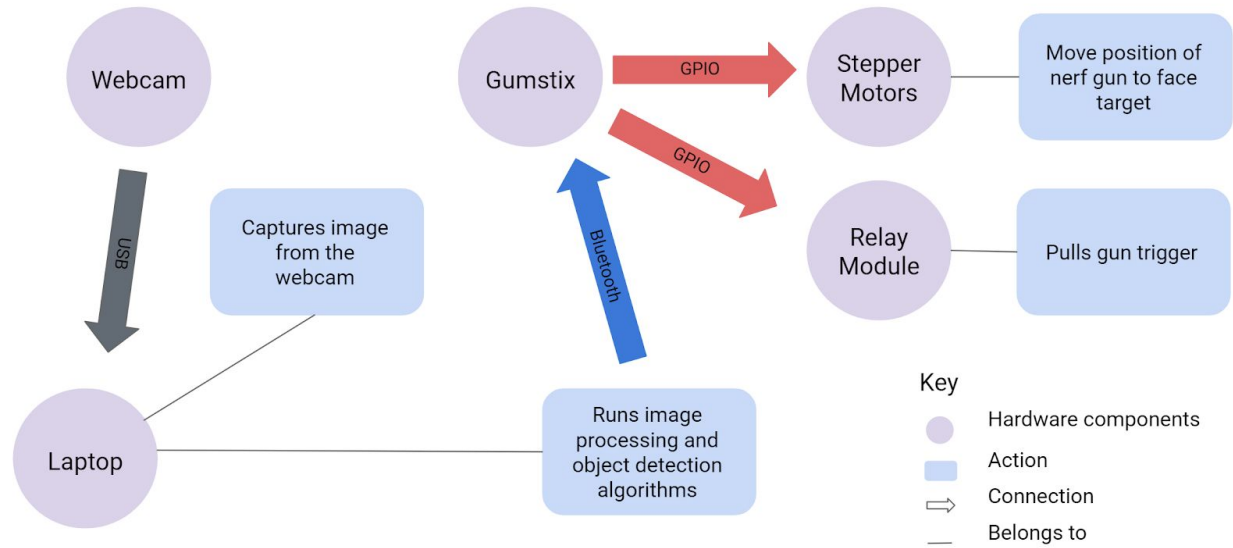 Webcam
Gumstix
GPIO
Stepper
Motors
Move position of
nerf gun to face
target
GPIO
USB
Captures image
from the
webcam
Bluetooth
Relay
Module
Pulls gun trigger
Laptop
Runs image
processing and
object detection
algorithms
Key
Hardware components
Action
Connection
Belongs to